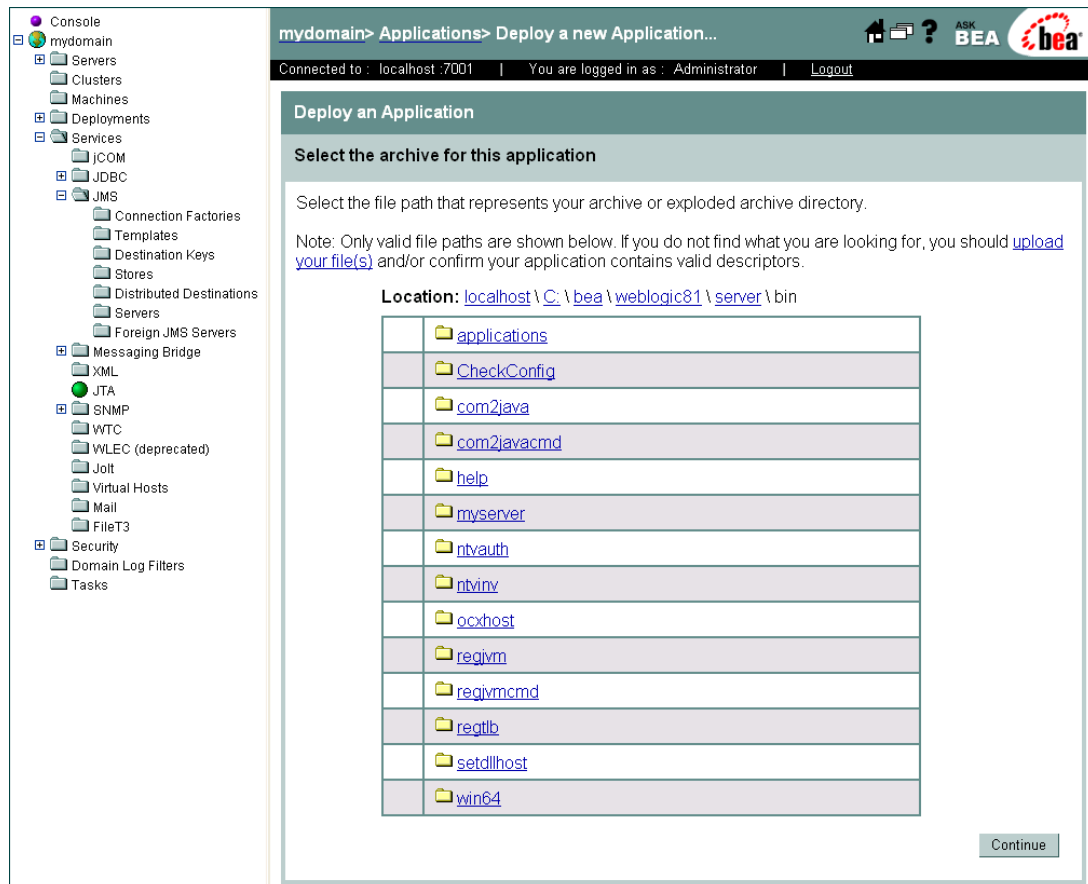 Console
mydomain
Servers
Clusters
Machines
Deployments
Services
jCOM
JDBC
JMS
Connection Factories
Templates
Destination Keys
Stores
Distributed Destinations
Servers
Foreign JMS Servers
Messaging Bridge
XML
JTA
SNMP
WTC
WLEC (deprecated)
Jolt
Virtual Hosts
Mail
FileT3
Security
Domain Log Filters
Tasks
mydomain> Applications> Deploy a new Application...
? ASK BEA bea
Connected to : localhost :7001 | You are logged in as : Administrator | Logout
Deploy an Application
Select the archive for this application
Select the file path that represents your archive or exploded archive directory.
Note: Only valid file paths are shown below. If you do not find what you are looking for, you should upload
your file(s) and/or confirm your application contains valid descriptors.
Location: localhost \ C: \ bea \ weblogic81 \ server \ bin
applications
CheckConfig
com2java
com2javacmd
help
myserver
ntvauth
ntvinv
ocxhost
regjvm
regjvmcmd
regtlb
setdllhost
win64
Continue